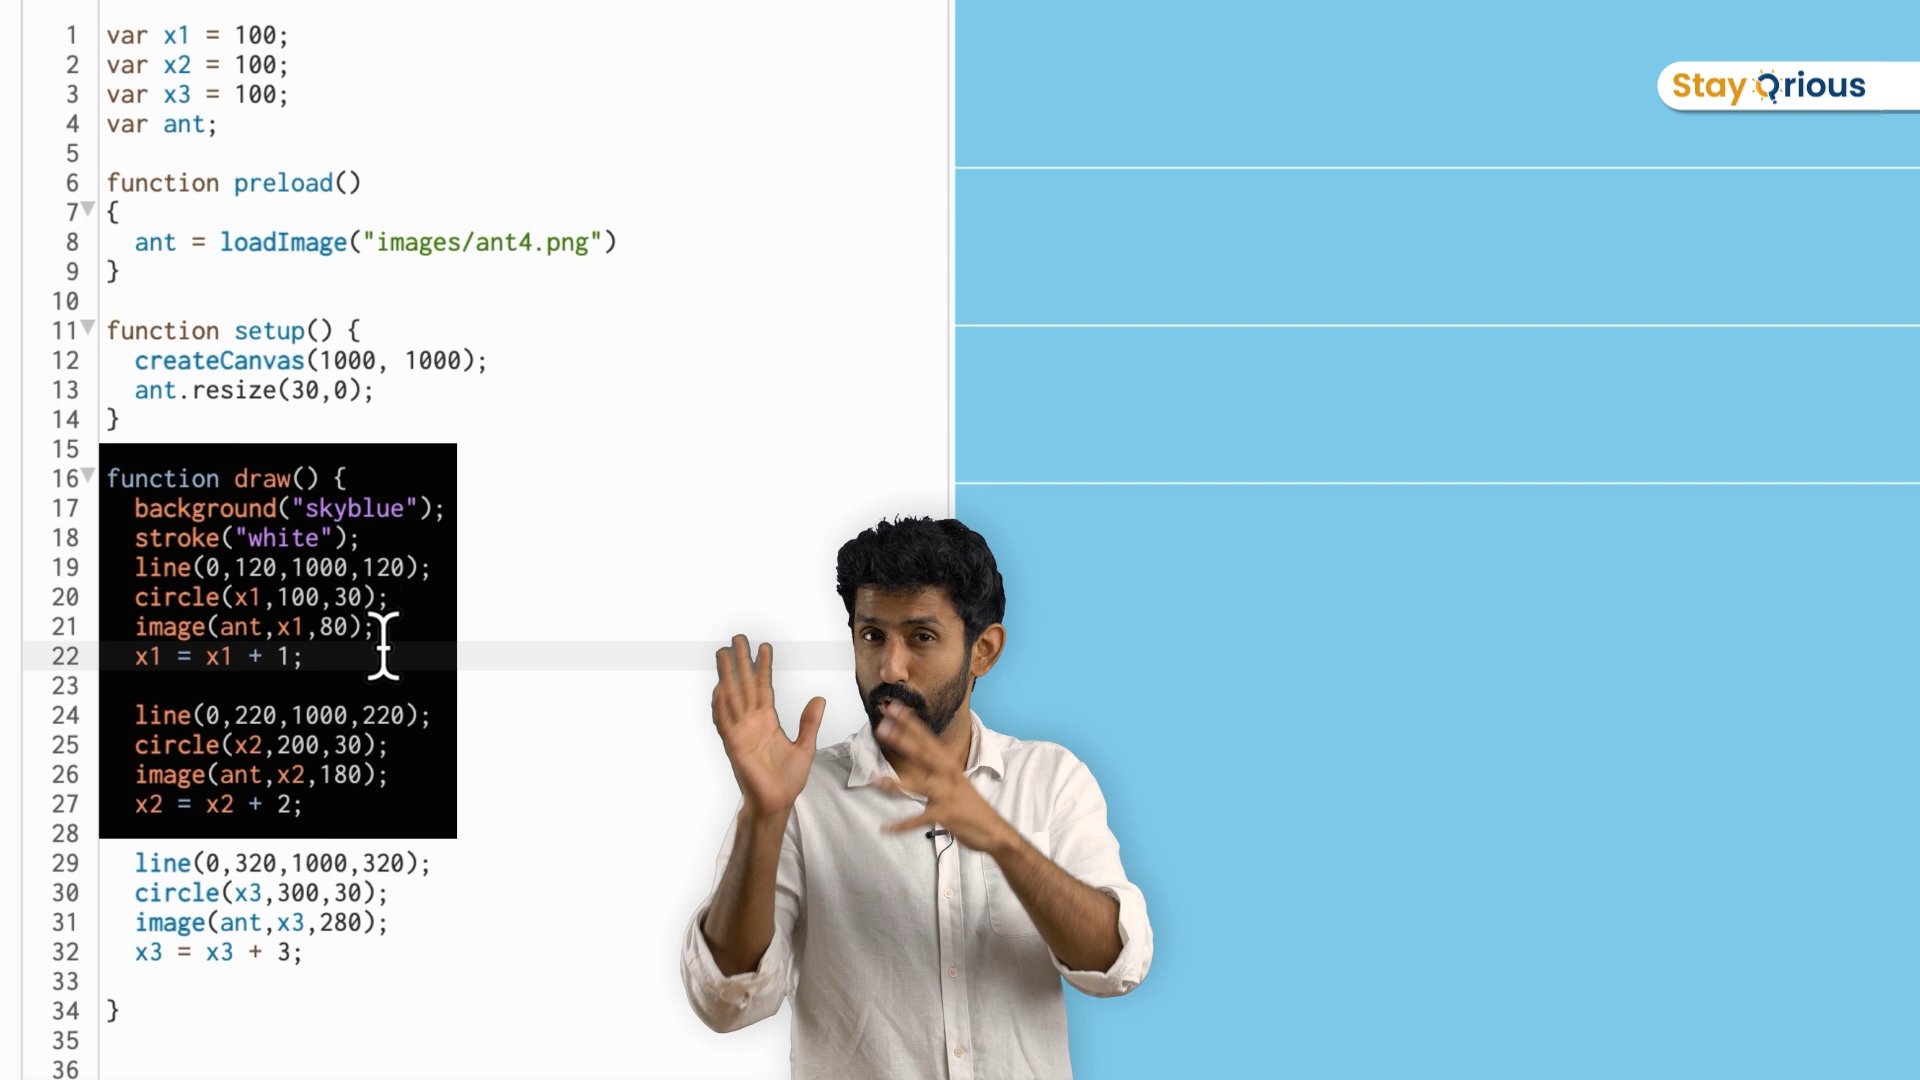 1 var x1 = 100;
2 var x2 = 100;
3 var x3 = 100;
4 var ant;
5
6 function preload()
7 {
8   ant = loadImage("images/ant4.png")
9 }
10
11 function setup() {
12   createCanvas(1000, 1000);
13   ant.resize(30,0);
14 }
15
16 function draw() {
17   background("skyblue");
18   stroke("white");
19   line(0,120,1000,120);
20   circle(x1,100,30);
21   image(ant,x1,80);
22   x1 = x1 + 1;
23
24   line(0,220,1000,220);
25   circle(x2,200,30);
26   image(ant,x2,180);
27   x2 = x2 + 2;
28
29   line(0,320,1000,320);
30   circle(x3,300,30);
31   image(ant,x3,280);
32   x3 = x3 + 3;
33
34 }
35
36
Stay Qrious